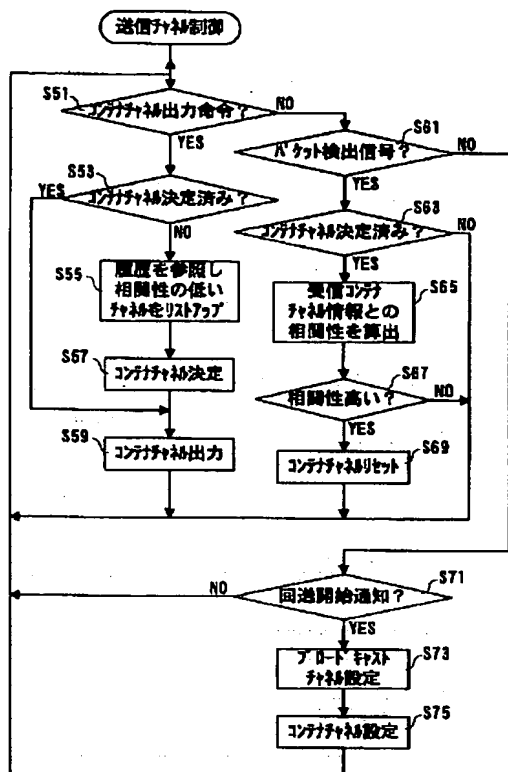 送信チャネル制御
S51
コンテナチャネル出力命令?
NO
YES
S61
パケット検出信号?
NO
YES
S53
YES
コンテナチャネル決定済み?
NO
S63
コンテナチャネル決定済み?
NO
YES
S55
履歴を参照し
相関性の低い
チャネルをリストアップ
S65
受信コンテナ
チャネル情報との
相関性を算出
S57
コンテナチャネル決定
S67
相関性高い?
NO
YES
S59
コンテナチャネル出力
S69
コンテナチャネルリセット
S71
NO
回送開始通知?
YES
S73
ブロードキャスト
チャネル設定
S75
コンテナチャネル設定